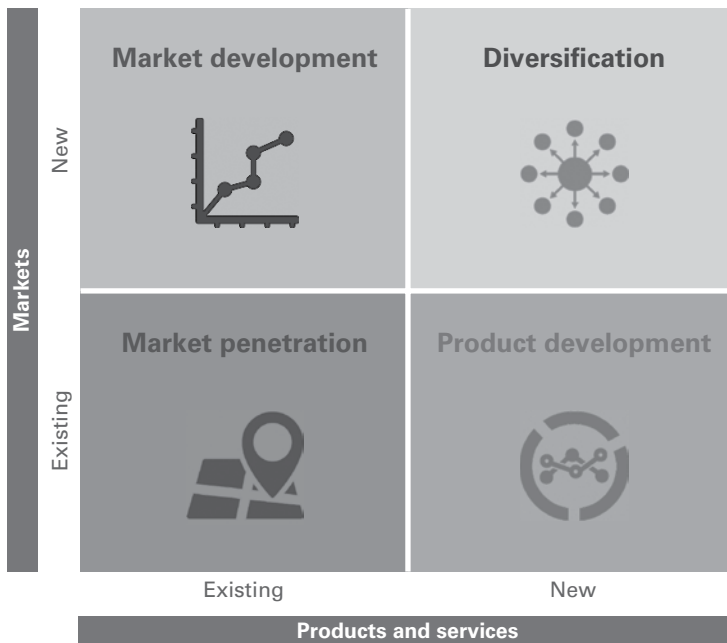 Market development
Diversification
New
Markets
Market penetration
Product development
Existing
Existing
New
Products and services